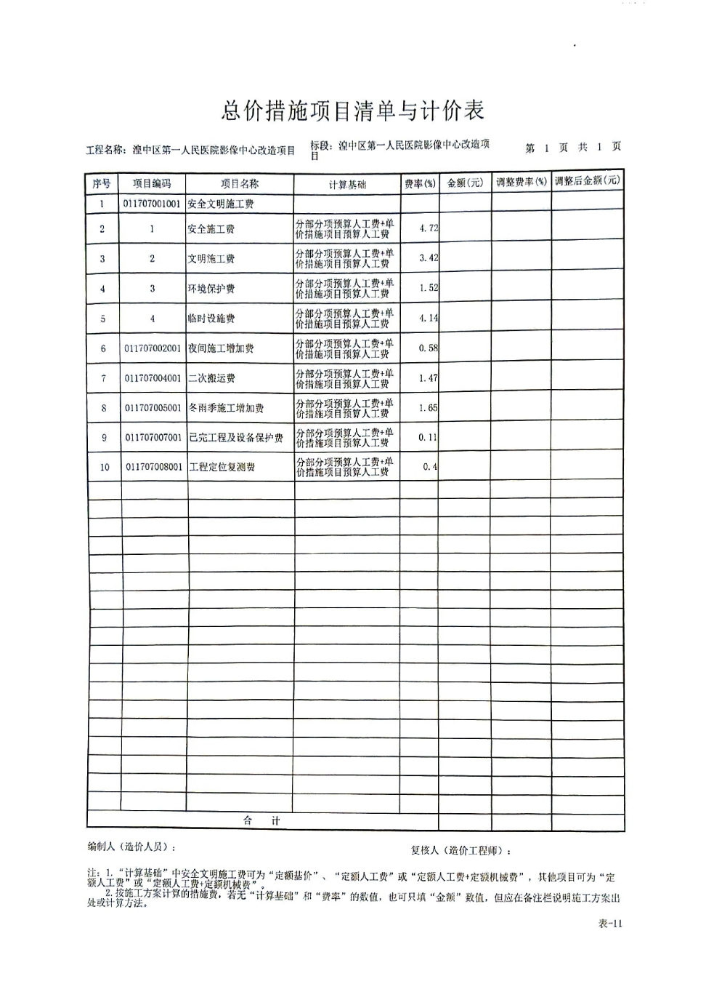 总价措施项目清单与计价表
工程名称：湟中区第一人民医院影像中心改造项目 标段：湟中区第一人民医院影像中心改造项
目
第 1 页 共 1 页
序号 项目编码 项目名称 计算基础 费率(%) 金额(元) 调整费率(%) 调整后金额(元)
1 011707001001 安全文明施工费
2 1 安全施工费 分部分项预算人工费+单
价措施项目预算人工费 4.72
3 2 文明施工费 分部分项预算人工费+单
价措施项目预算人工费 3.42
4 3 环境保护费 分部分项预算人工费+单
价措施项目预算人工费 1.52
5 4 临时设施费 分部分项预算人工费+单
价措施项目预算人工费 4.14
6 011707002001 夜间施工增加费 分部分项预算人工费+单
价措施项目预算人工费 0.58
7 011707004001 二次搬运费 分部分项预算人工费+单
价措施项目预算人工费 1.47
8 011707005001 冬雨季施工增加费 分部分项预算人工费+单
价措施项目预算人工费 1.65
9 011707007001 已完工程及设备保护费 分部分项预算人工费+单
价措施项目预算人工费 0.11
10 011707008001 工程定位复测费 分部分项预算人工费+单
价措施项目预算人工费 0.4
合 计
编制人（造价人员）： 复核人（造价工程师）：
注：1.“计算基础”中安全文明施工费可为“定额基价”、“定额人工费”或“定额人工费+定额机械费”，其他项目可为“定
额人工费”或“定额人工费+定额机械费”。
2.按施工方案计算的措施费，若无“计算基础”和“费率”的数值，也可只填“金额”数值，但应在备注栏说明施工方案出
处或计算方法。
表-11